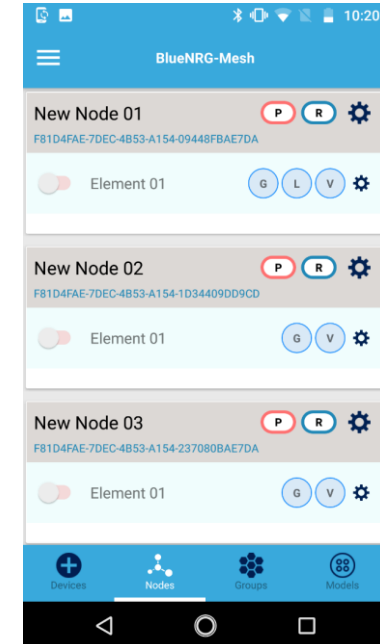 10:20
BlueNRG-Mesh
New Node 01 P R
F81D4FAE-7DEC-4B53-A154-09448FBAE7DA
Element 01 G L V
New Node 02 P R
F81D4FAE-7DEC-4B53-A154-1D34409DD9CD
Element 01 G V
New Node 03 P R
F81D4FAE-7DEC-4B53-A154-237080BAE7DA
Element 01 G V
Devices Nodes Groups Models